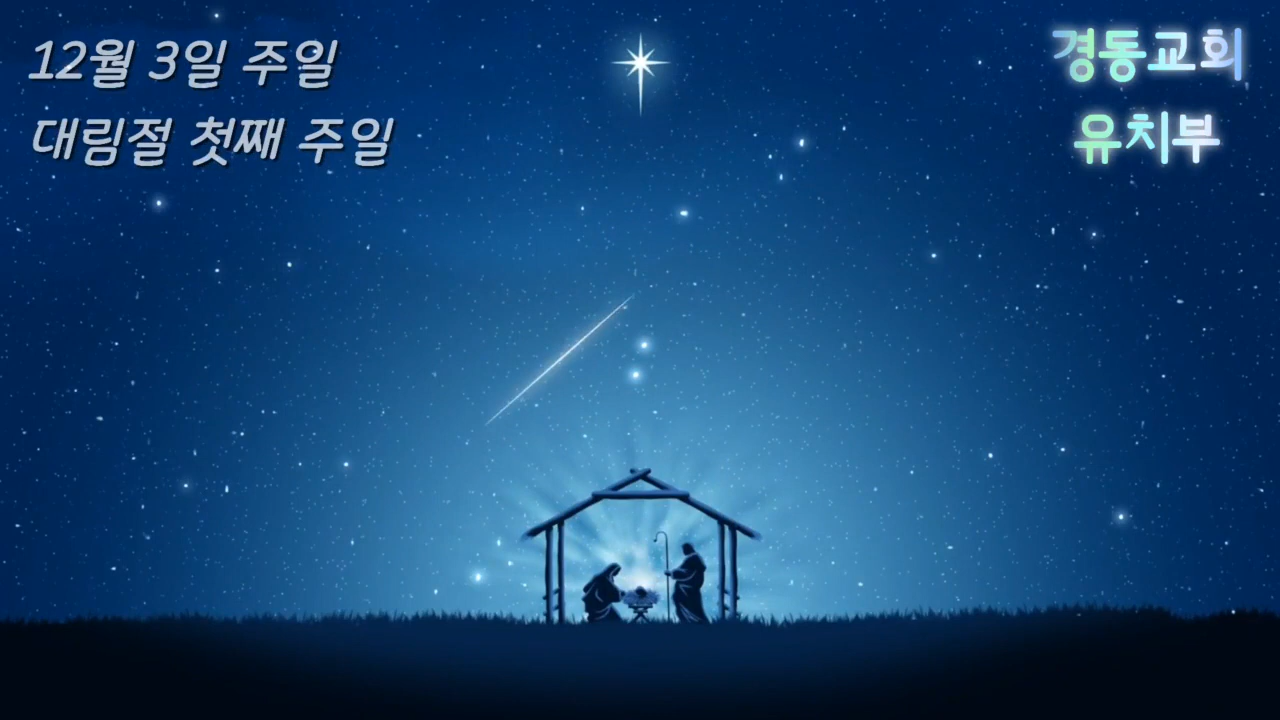 12월 3일 주일
대림절 첫째 주일
경동교회
유치부